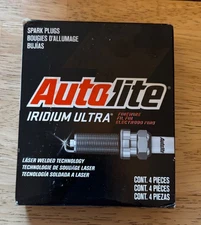 SPARK PLUGS
BOUGIES D'ALLUMAGE
BUJÍAS
Autolite
IRIDIUM ULTRA
LASER WELDED TECHNOLOGY
TECHNOLOGIE DE SOUDAGE LASER
TECNOLOGÍA SOLDADA A LASER
CONT. 4 PIECES
CONT. 4 PIÈCES
CONT. 4 PIEZAS